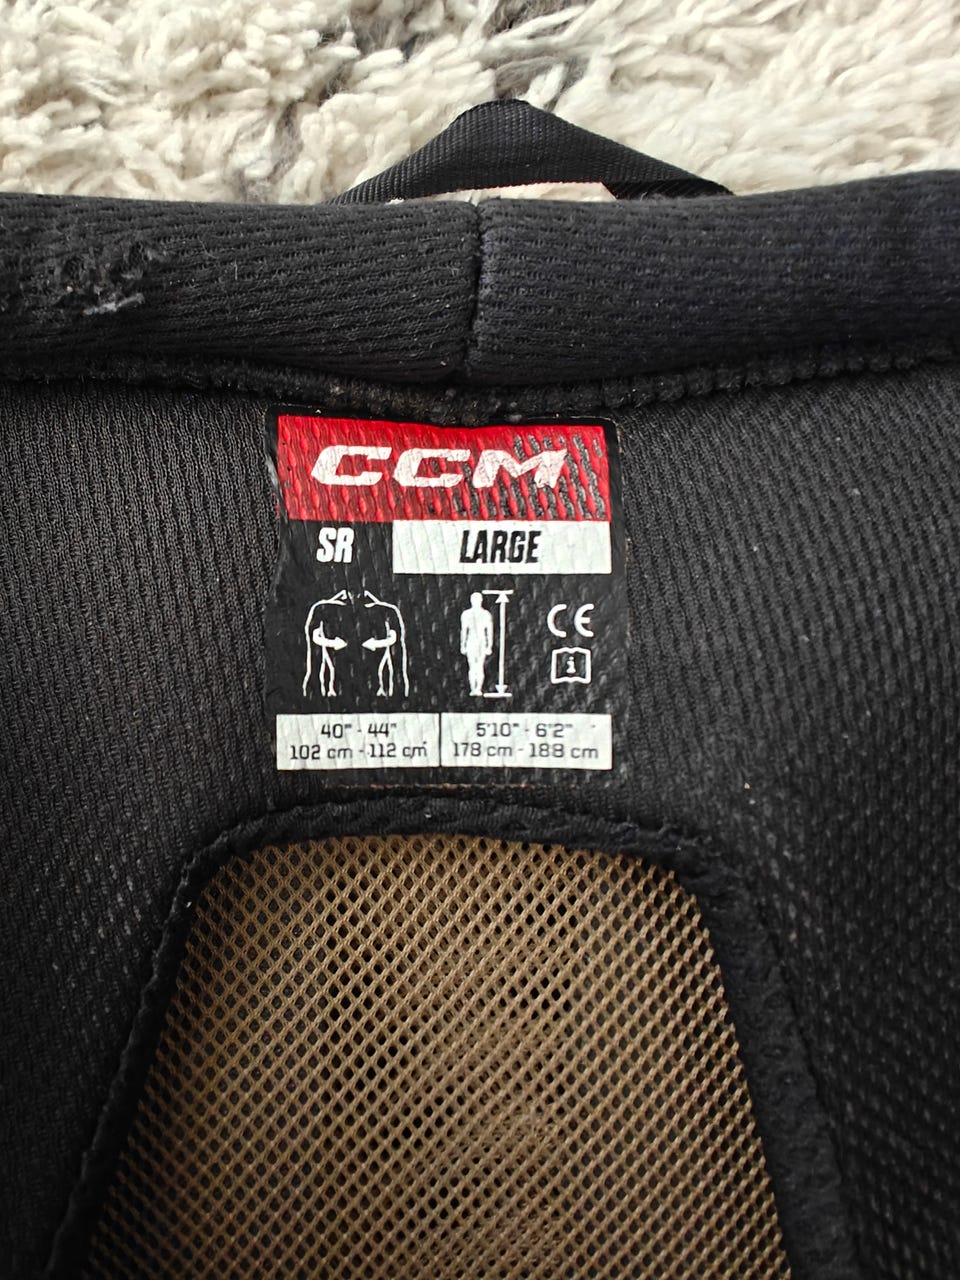 CCM
SR LARGE
CE
i
40" - 44" 5'10" - 6'2"
102 cm - 112 cm 178 cm - 188 cm